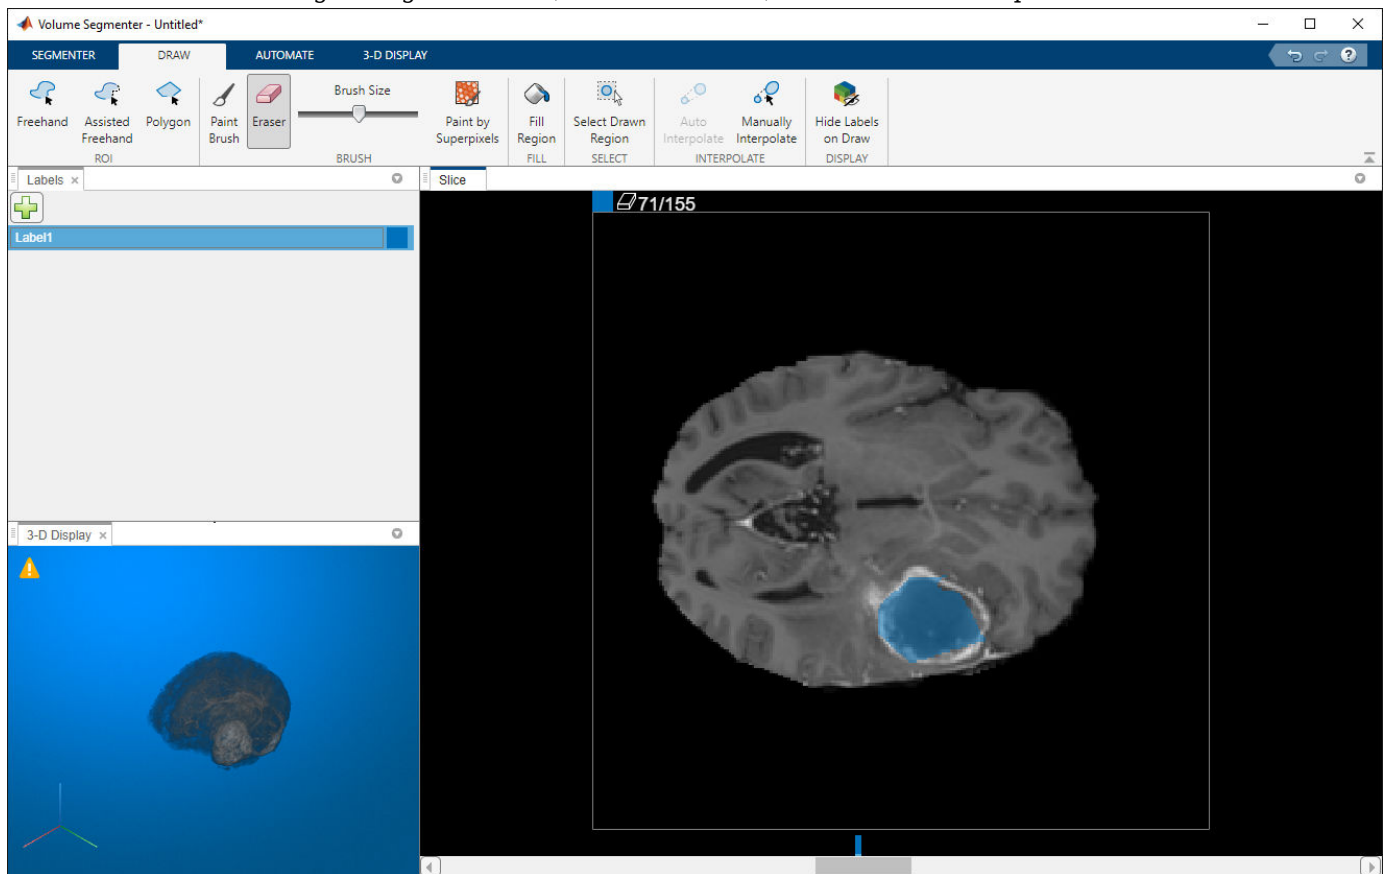 Volume Segmenter - Untitled*
SEGMENTER DRAW AUTOMATE 3-D DISPLAY
?
Freehand
Assisted
Freehand
Polygon
ROI
Paint
Brush
Eraser
Brush Size
BRUSH
Paint by
Superpixels
Fill
Region
FILL
Select Drawn
Region
SELECT
Auto
Interpolate
Manually
Interpolate
INTERPOLATE
Hide Labels
on Draw
DISPLAY
Labels
Slice
71/155
Label1
3-D Display